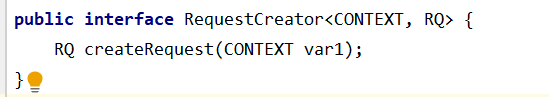 public interface RequestCreator<CONTEXT, RQ> {
    RQ createRequest(CONTEXT var1);
}